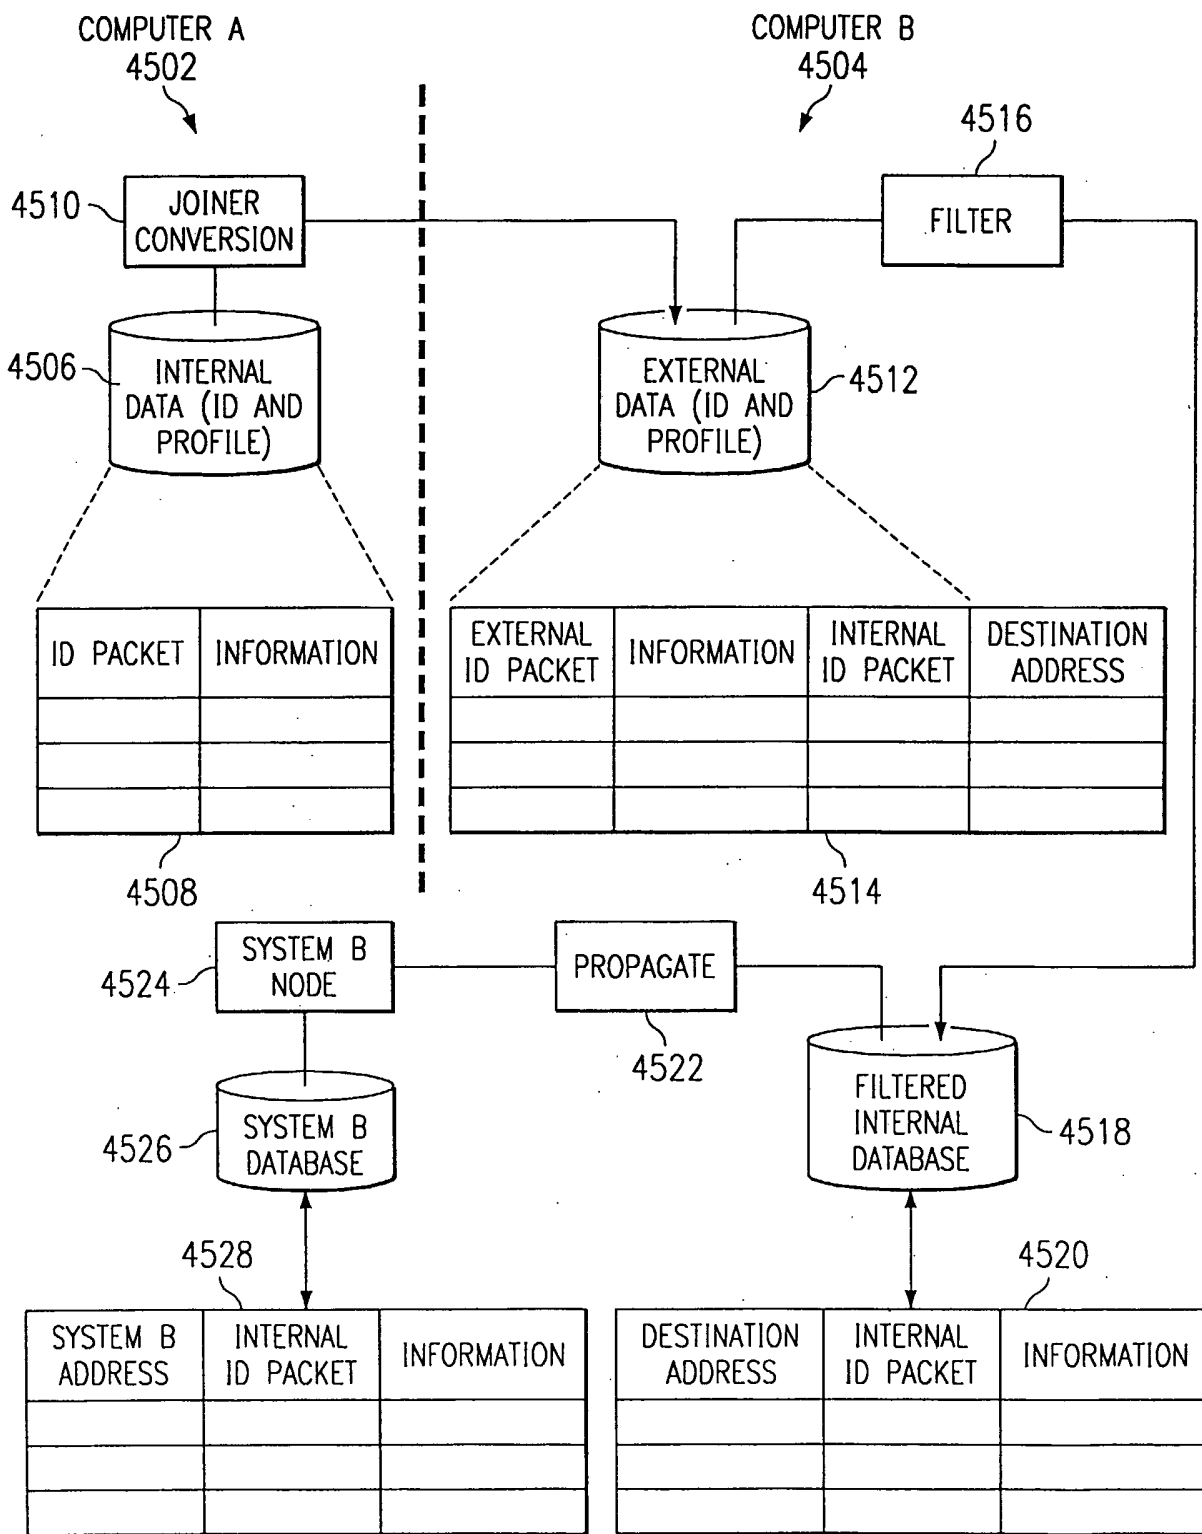 COMPUTER A
4502
COMPUTER B
4504
4516
4510
JOINER
CONVERSION
FILTER
4506
INTERNAL
DATA (ID AND
PROFILE)
EXTERNAL
DATA (ID AND
PROFILE)
4512
ID PACKET
INFORMATION
EXTERNAL
ID PACKET
INFORMATION
INTERNAL
ID PACKET
DESTINATION
ADDRESS
4508
4514
4524
SYSTEM B
NODE
PROPAGATE
4522
4526
SYSTEM B
DATABASE
FILTERED
INTERNAL
DATABASE
4518
4528
4520
SYSTEM B
ADDRESS
INTERNAL
ID PACKET
INFORMATION
DESTINATION
ADDRESS
INTERNAL
ID PACKET
INFORMATION